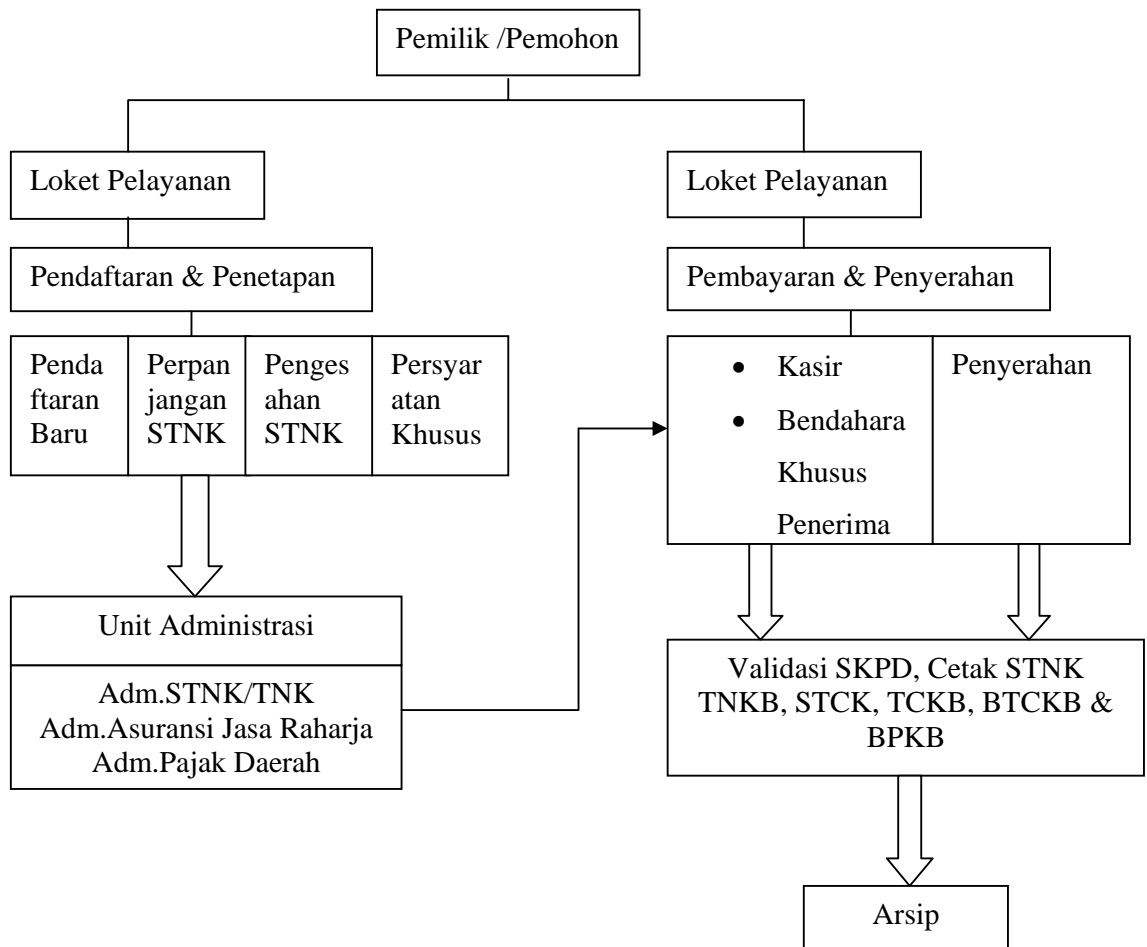 Pemilik /Pemohon
Loket Pelayanan
Loket Pelayanan
Pendaftaran & Penetapan
Pembayaran & Penyerahan
Penda
ftaran
Baru
Perpan
jangan
STNK
Penges
ahan
STNK
Persyar
atan
Khusus
• Kasir
• Bendahara
Khusus
Penerima
Penyerahan
Unit Administrasi
Adm.STNK/TNK
Adm.Asuransi Jasa Raharja
Adm.Pajak Daerah
Validasi SKPD, Cetak STNK
TNKB, STCK, TCKB, BTCKB &
BPKB
Arsip